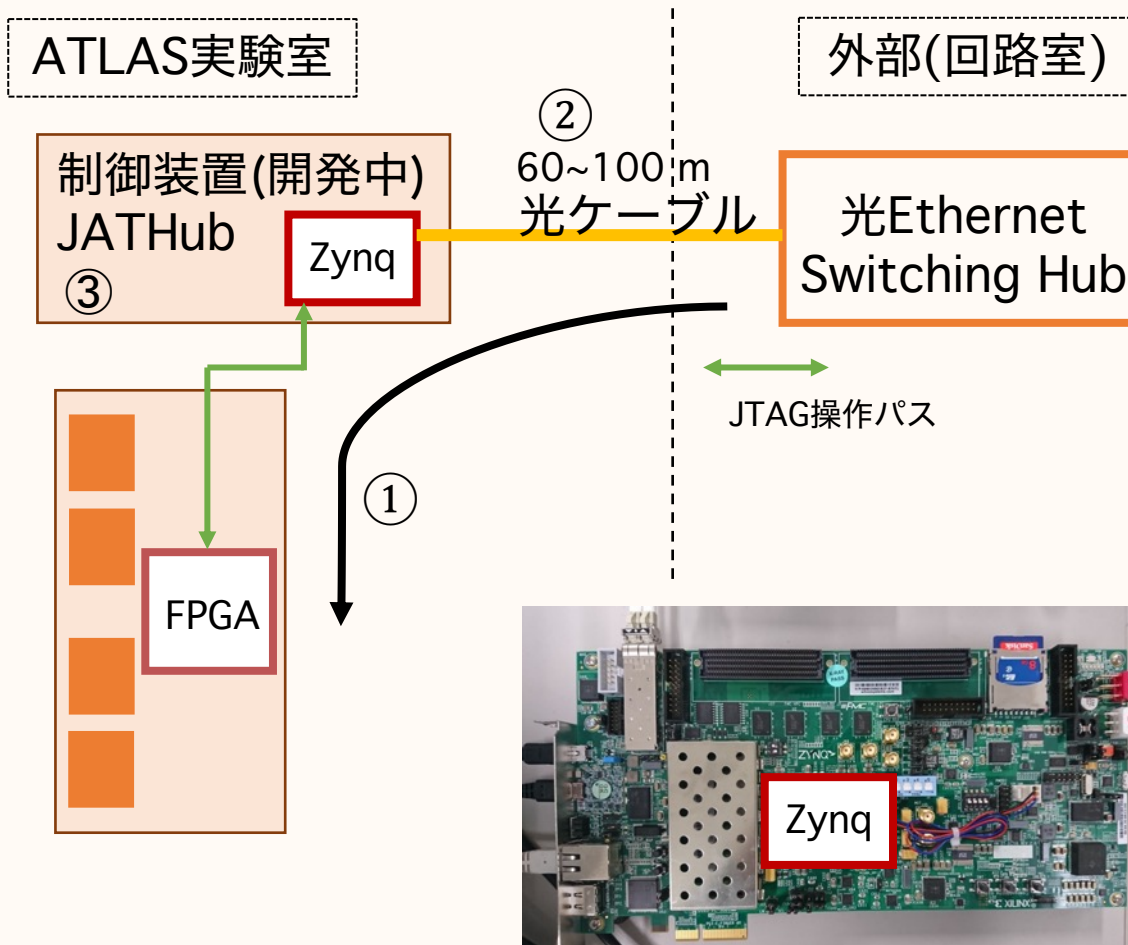 ATLAS実験室
外部(回路室)
制御装置(開発中)
JATHub
③
Zynq
②
60~100 m
光ケーブル
光Ethernet
Switching Hub
JTAG操作パス
①
FPGA
ZYNQ
Zynq
XILINX